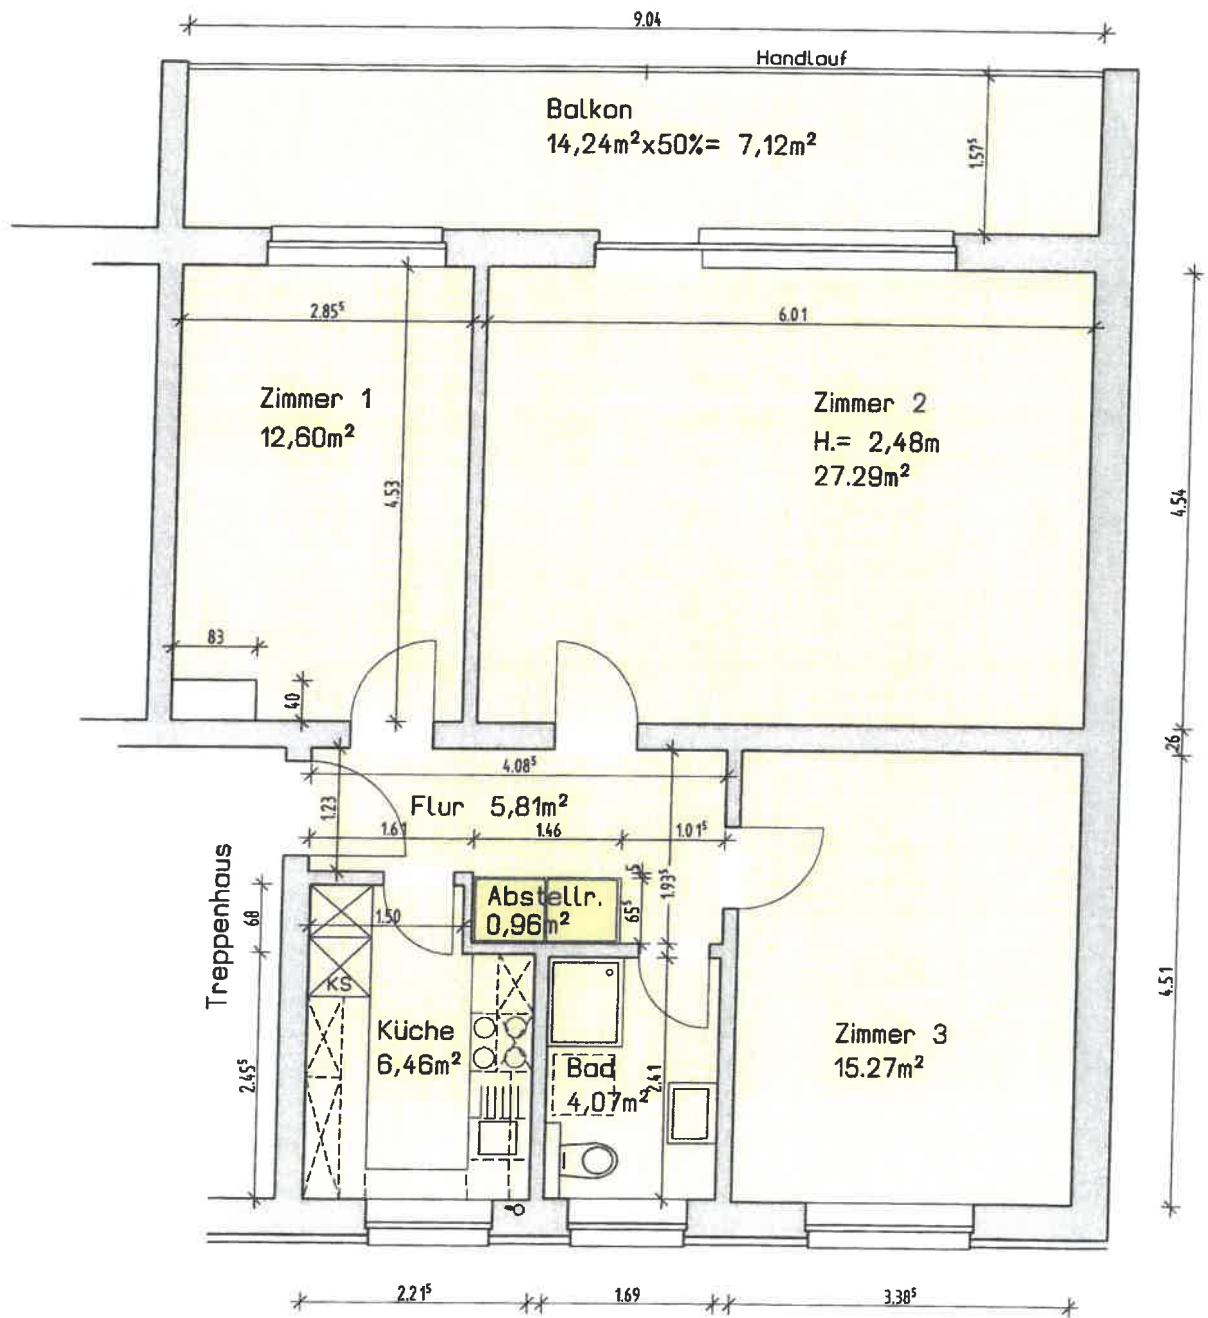 9.04
Handlauf
Balkon
14,24m²x50%= 7,12m²
1.57⁵
2.85⁵
6.01
Zimmer 1
12,60m²
Zimmer 2
H.= 2,48m
27.29m²
4.53
4.54
83
40
26
4.08⁵
1.23
Flur 5,81m²
1.61
1.46
1.01⁵
Treppenhaus
68
1.50
Abstellr.
0,96m²
65⁵
1.93⁵
KS
Küche
6,46m²
2.45⁵
Bad
4,07m²
2.41
Zimmer 3
15.27m²
4.51
2.21⁵
1.69
3.38⁵